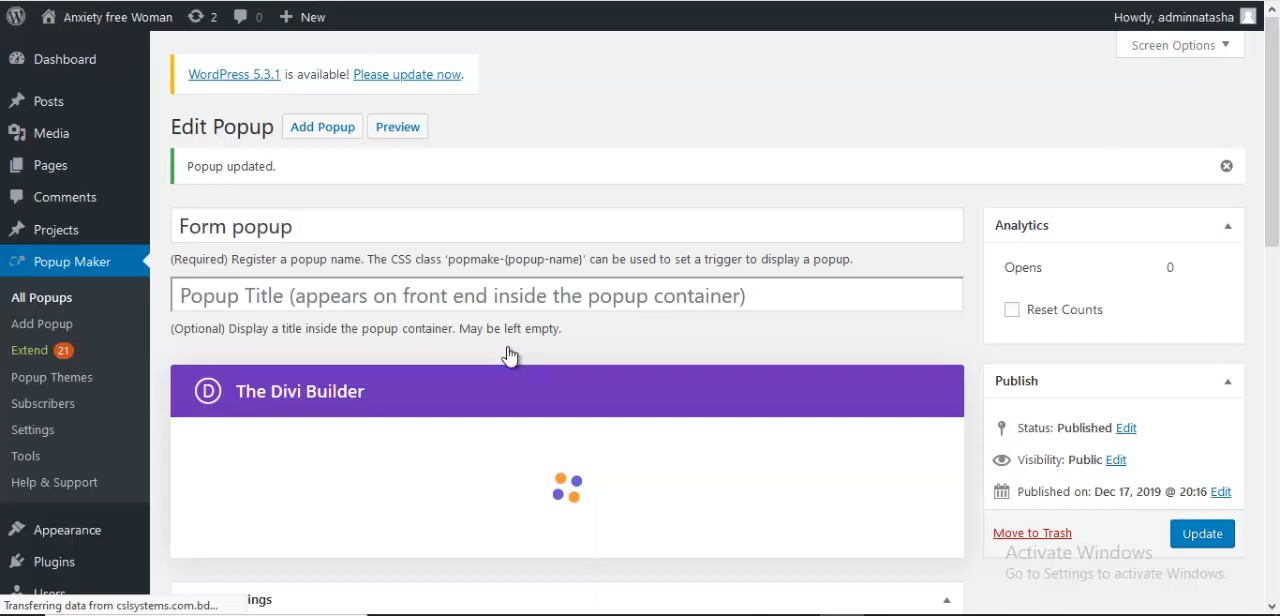 Anxiety free Woman 2 0 New Howdy, adminnatasha
Screen Options
Dashboard
Posts
Media
Pages
Comments
Projects
Popup Maker
All Popups
Add Popup
Extend 21
Popup Themes
Subscribers
Settings
Tools
Help & Support
Appearance
Plugins
Users
Transferring data from cslsystems.com.bd...
WordPress 5.3.1 is available! Please update now.
Edit Popup Add Popup Preview
Popup updated.
Form popup
(Required) Register a popup name. The CSS class 'popmake-{popup-name}' can be used to set a trigger to display a popup.
Popup Title (appears on front end inside the popup container)
(Optional) Display a title inside the popup container. May be left empty.
D The Divi Builder
Analytics
Opens 0
Reset Counts
Publish
Status: Published Edit
Visibility: Public Edit
Published on: Dec 17, 2019 @ 20:16 Edit
Move to Trash Update
Activate Windows
Go to Settings to activate Windows.